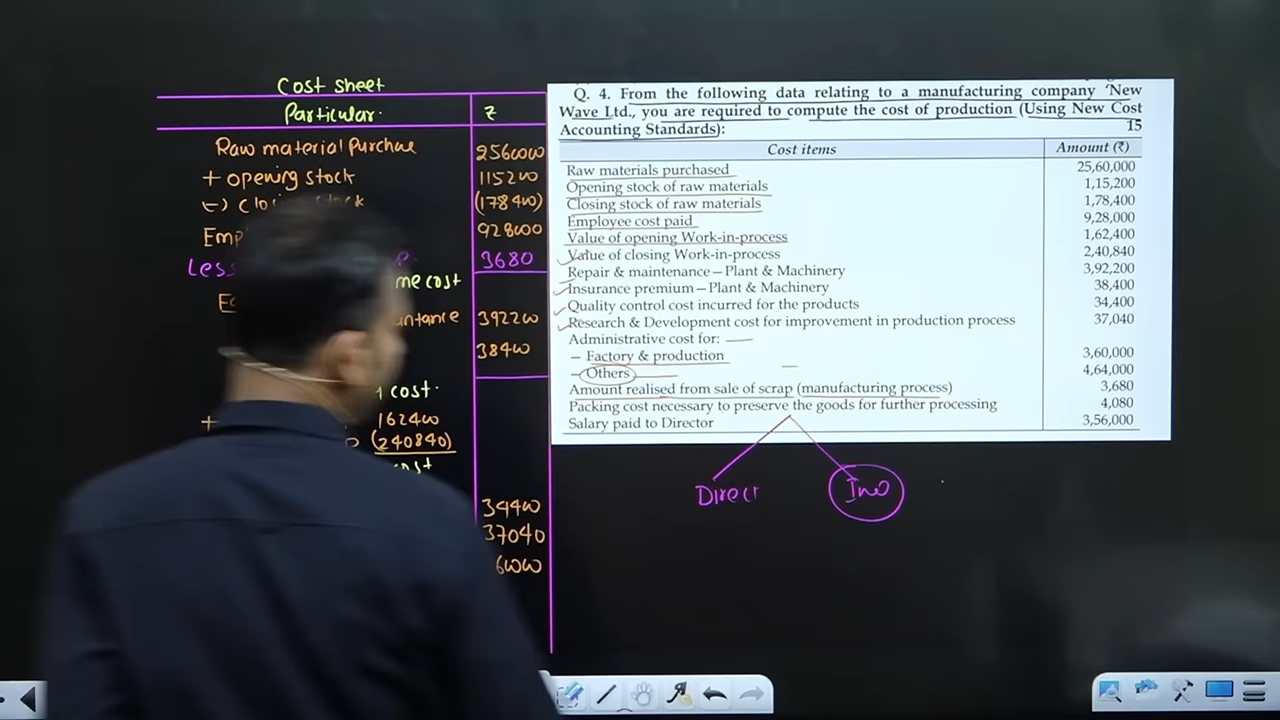 Cost sheet
Particular.
₹
Raw material Purchase
2560000
+ opening stock
115200
(-)
(178400)
928000
Less
3680
cost
392200
38400
cost.
+
162400
(240840)
34400
37040
Q. 4. From the following data relating to a manufacturing company 'New
Wave Ltd., you are required to compute the cost of production (Using New Cost
Accounting Standards):
15
Cost items
Amount (₹)
Raw materials purchased
25,60,000
Opening stock of raw materials
1,15,200
Closing stock of raw materials
1,78,400
Employee cost paid
9,28,000
Value of opening Work-in-process
1,62,400
Value of closing Work-in-process
2,40,840
Repair & maintenance—Plant & Machinery
3,92,200
Insurance premium—Plant & Machinery
38,400
Quality control cost incurred for the products
34,400
Research & Development cost for improvement in production process
37,040
Administrative cost for:
– Factory & production
3,60,000
– Others
4,64,000
Amount realised from sale of scrap (manufacturing process)
3,680
Packing cost necessary to preserve the goods for further processing
4,080
Salary paid to Director
3,56,000
Direct
Ind